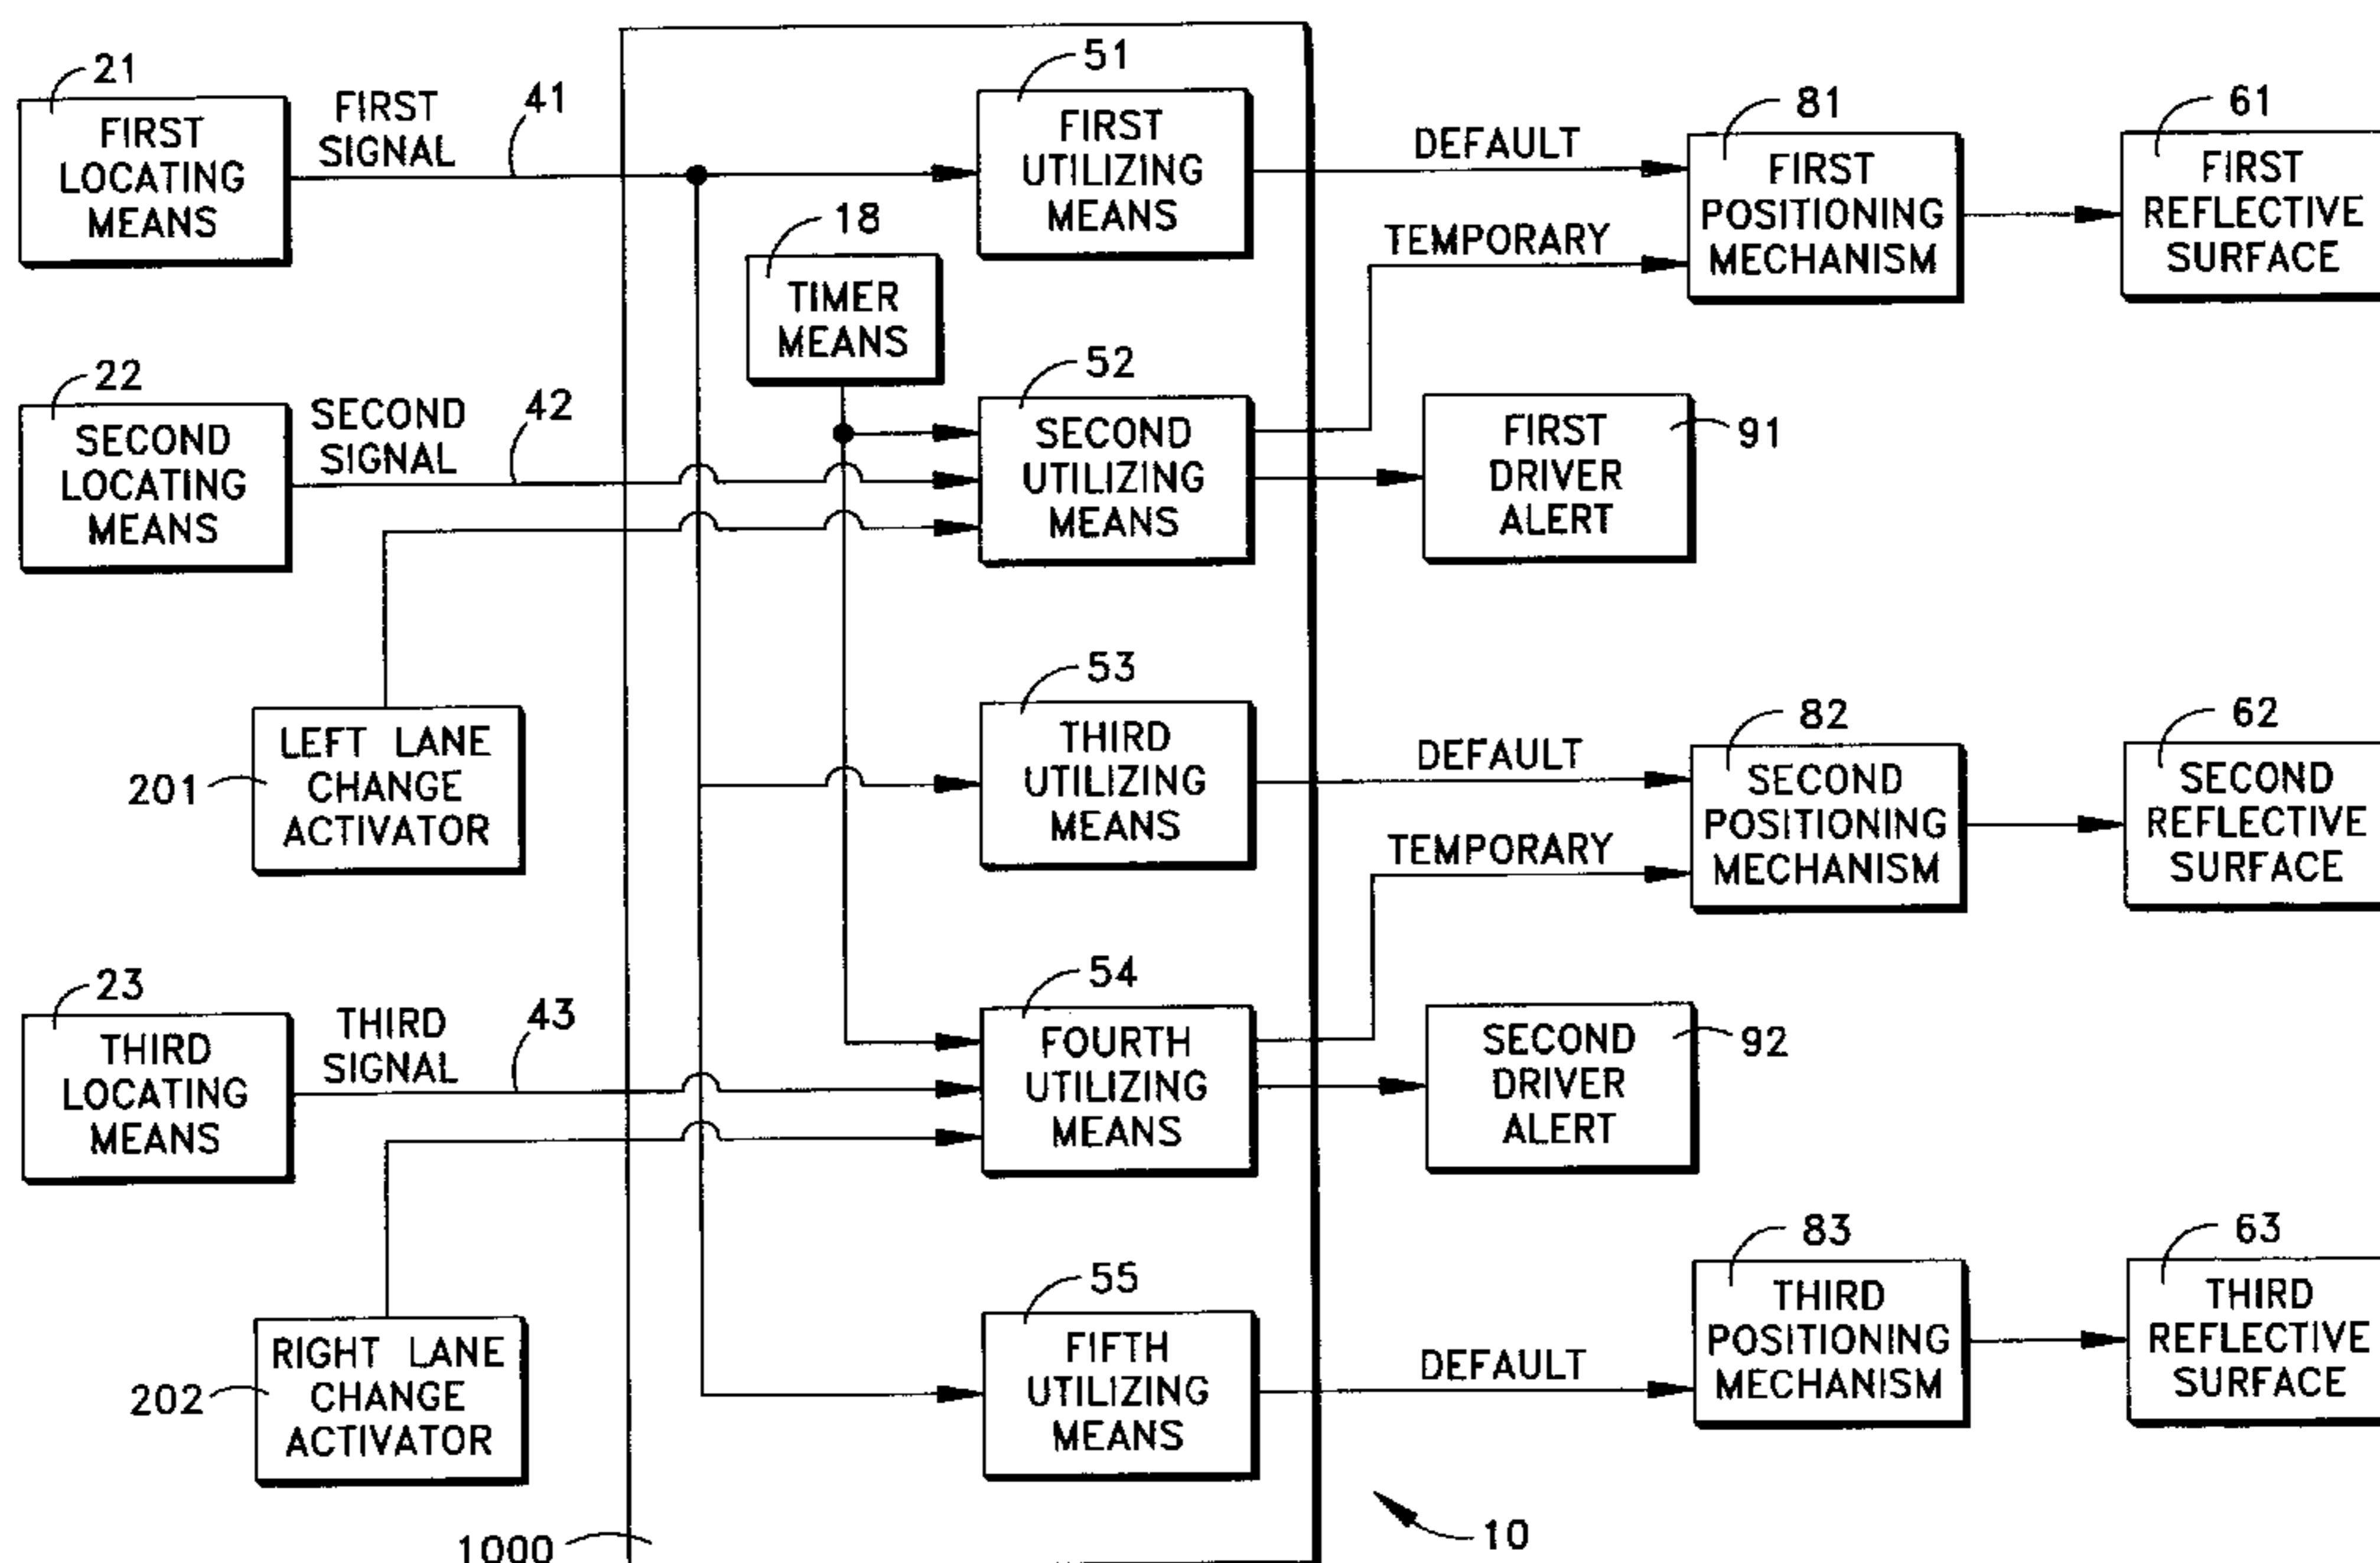 21
FIRST
LOCATING
MEANS
FIRST
SIGNAL
41
51
FIRST
UTILIZING
MEANS
DEFAULT
TEMPORARY
81
FIRST
POSITIONING
MECHANISM
61
FIRST
REFLECTIVE
SURFACE
18
TIMER
MEANS
22
SECOND
LOCATING
MEANS
SECOND
SIGNAL
42
52
SECOND
UTILIZING
MEANS
FIRST
DRIVER
ALERT
91
201
LEFT LANE
CHANGE
ACTIVATOR
53
THIRD
UTILIZING
MEANS
DEFAULT
TEMPORARY
82
SECOND
POSITIONING
MECHANISM
62
SECOND
REFLECTIVE
SURFACE
23
THIRD
LOCATING
MEANS
THIRD
SIGNAL
43
54
FOURTH
UTILIZING
MEANS
SECOND
DRIVER
ALERT
92
202
RIGHT LANE
CHANGE
ACTIVATOR
55
FIFTH
UTILIZING
MEANS
DEFAULT
83
THIRD
POSITIONING
MECHANISM
63
THIRD
REFLECTIVE
SURFACE
1000
10